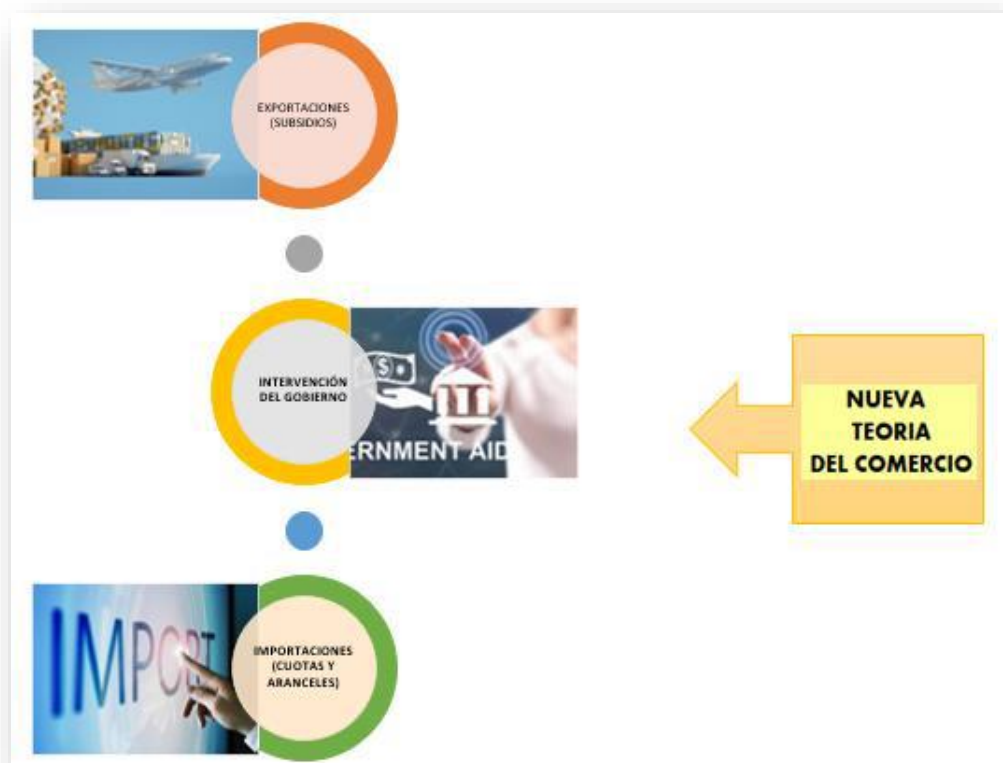 EXPORTACIONES
(SUBSIDIOS)
INTERVENCIÓN
DEL GOBIERNO
$
ERNMENT AID
NUEVA
TEORIA
DEL COMERCIO
IMPORT
IMPORTACIONES
(CUOTAS Y
ARANCELES)